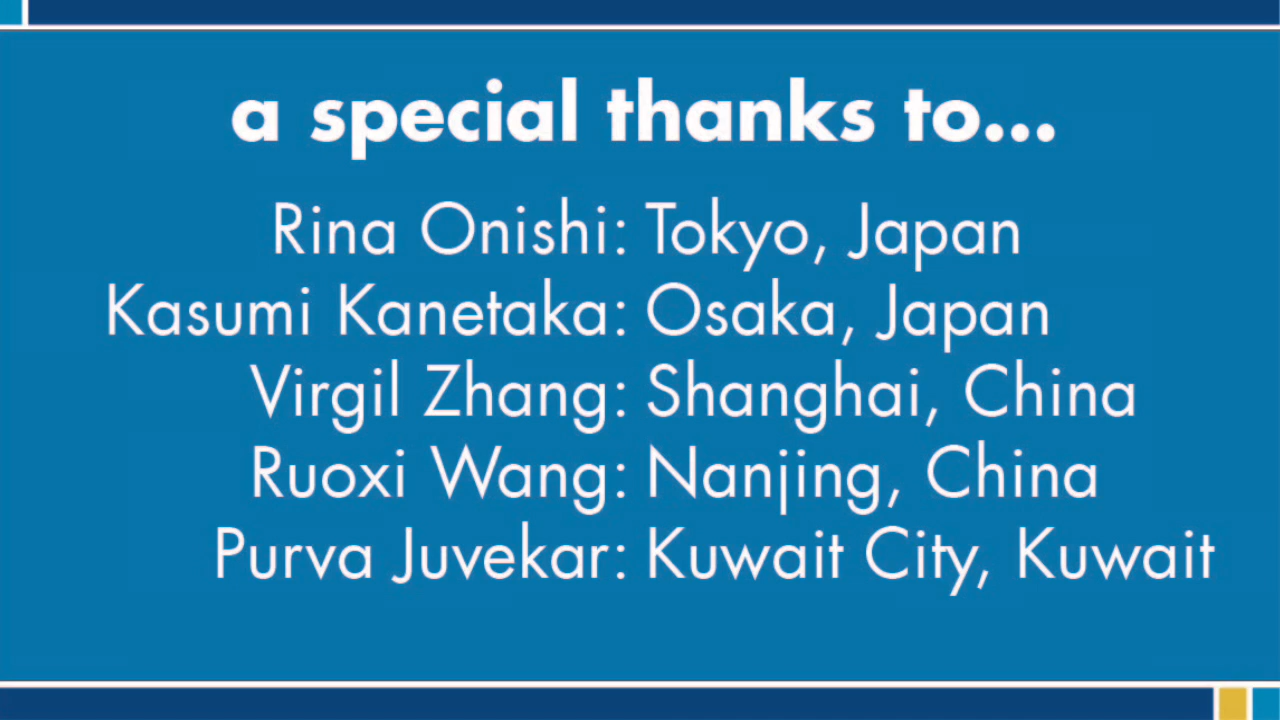 a special thanks to...
Rina Onishi: Tokyo, Japan
Kasumi Kanetaka: Osaka, Japan
Virgil Zhang: Shanghai, China
Ruoxi Wang: Nanjing, China
Purva Juvekar: Kuwait City, Kuwait